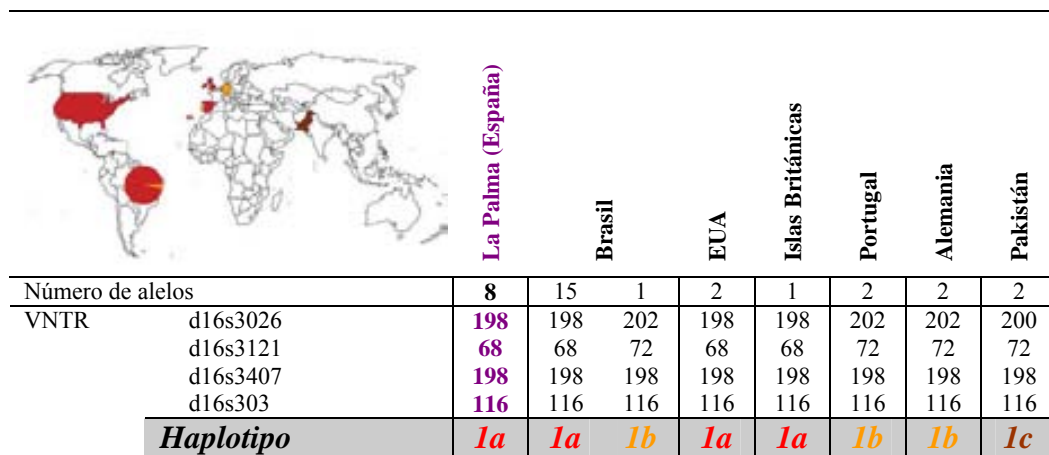 La Palma (España)
Brasil
EUA
Islas Británicas
Portugal
Alemania
Pakistán
Número de alelos 8 15 1 2 1 2 2 2
VNTR d16s3026 198 198 202 198 198 202 202 200
d16s3121 68 68 72 68 68 72 72 72
d16s3407 198 198 198 198 198 198 198 198
d16s303 116 116 116 116 116 116 116 116
Haplotipo 1a 1a 1b 1a 1a 1b 1b 1c